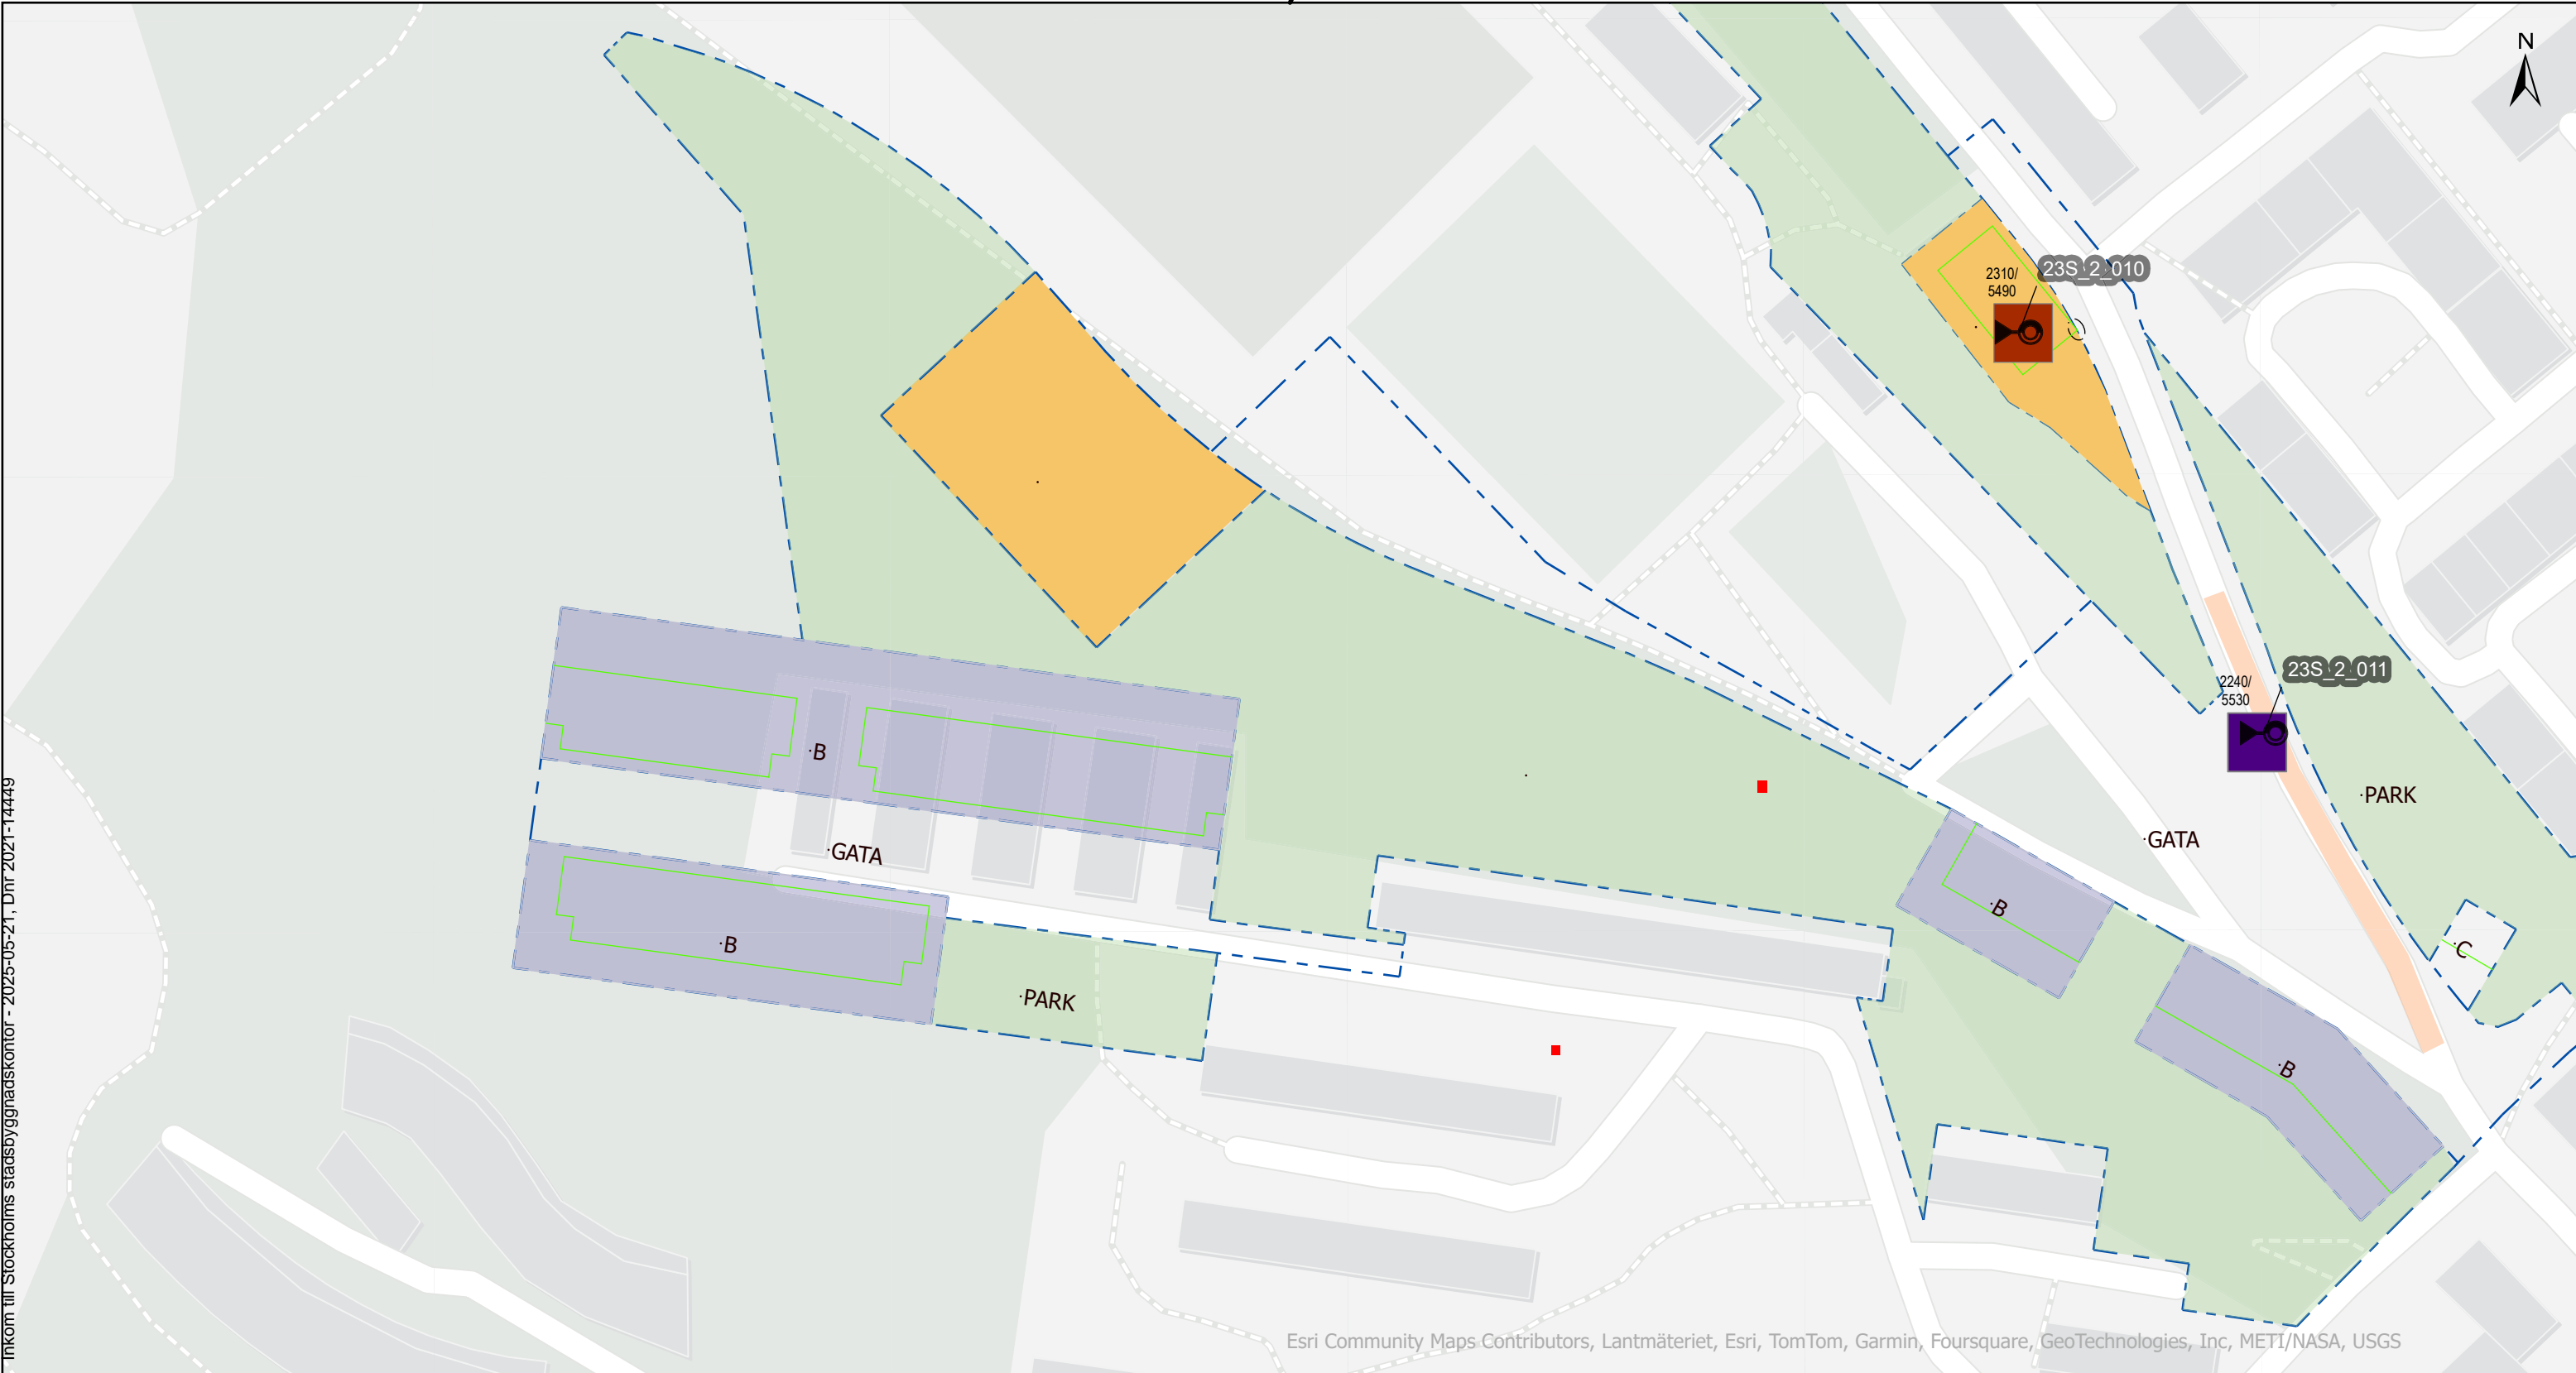 N
23S_2_010
2310/
5490
23S_2_011
2240/
5530
·B
·PARK
·GATA
·GATA
·B
·B
·C
·PARK
·B
Inkom till Stockholms stadsbyggnadskontor - 2025-05-21, Dnr 2021-14449
Esri Community Maps Contributors, Lantmäteriet, Esri, TomTom, Garmin, Foursquare, GeoTechnologies, Inc, METI/NASA, USGS